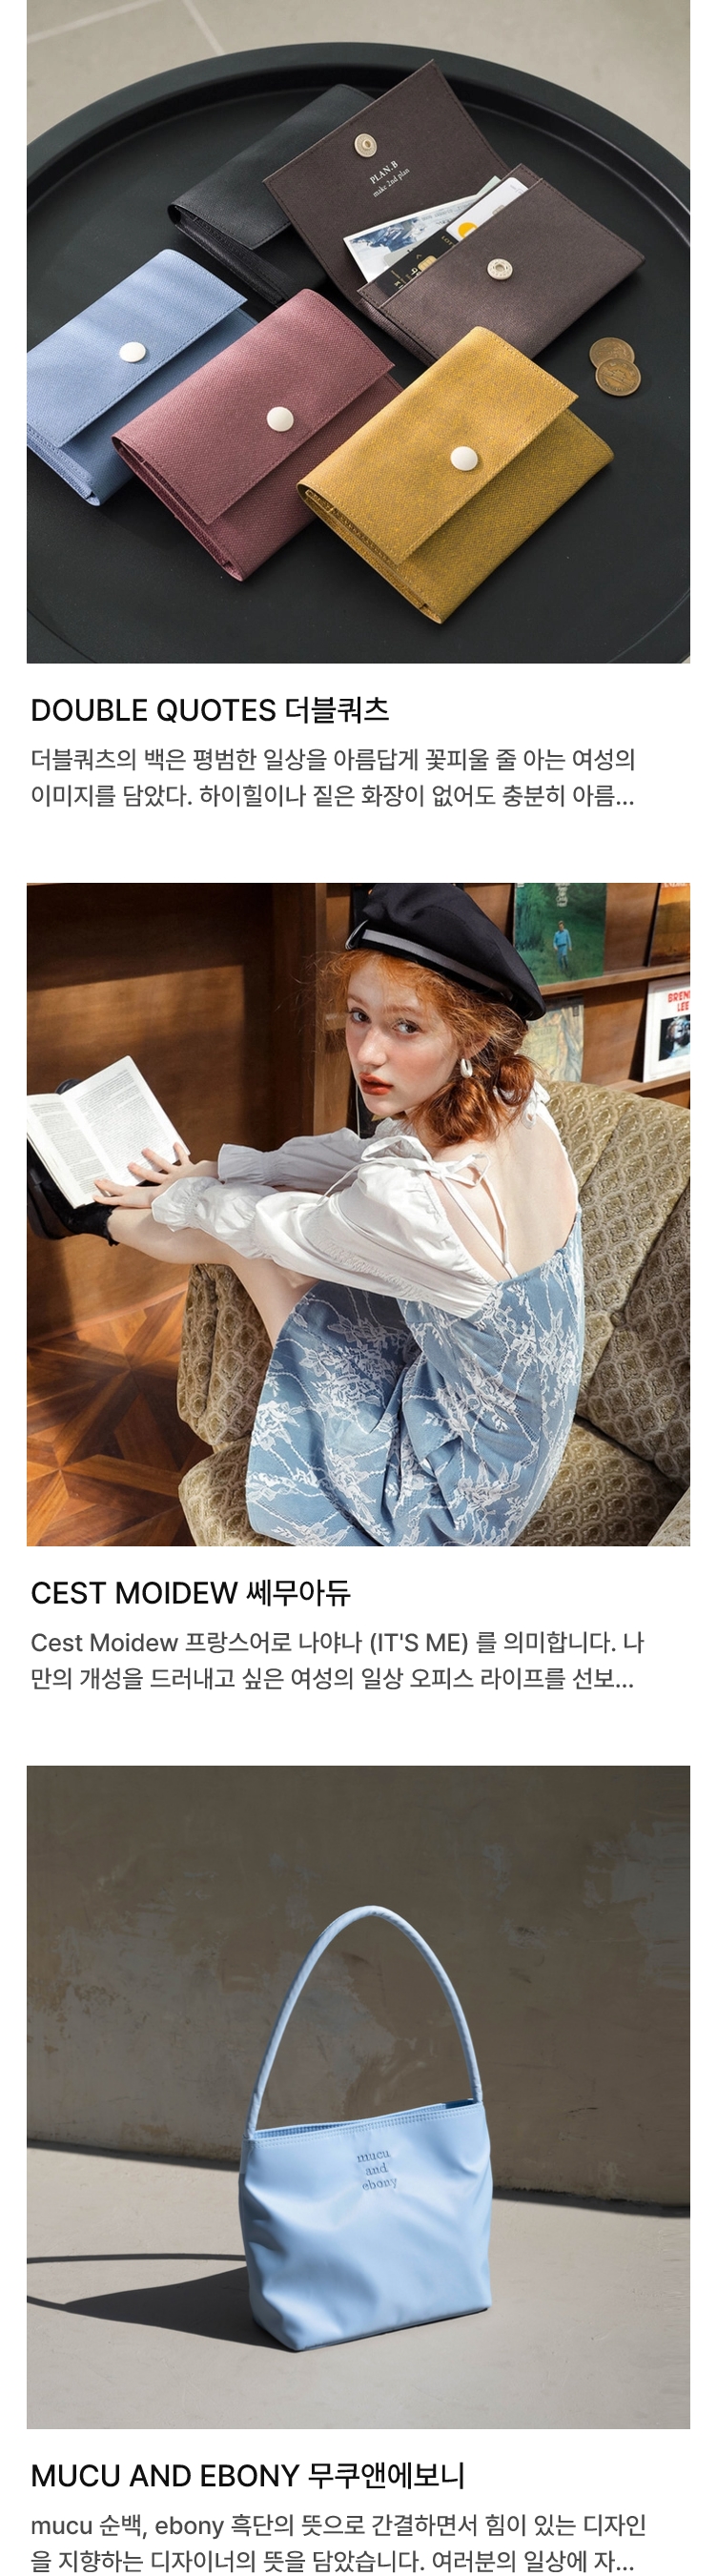 PLAN.B
make 2nd plan
DOUBLE QUOTES 더블쿼츠
더블쿼츠의 백은 평범한 일상을 아름답게 꽃피울 줄 아는 여성의
이미지를 담았다. 하이힐이나 짙은 화장이 없어도 충분히 아름...
BREN
LEE
CEST MOIDEW 쎄무아듀
Cest Moidew 프랑스어로 나야나 (IT'S ME) 를 의미합니다. 나
만의 개성을 드러내고 싶은 여성의 일상 오피스 라이프를 선보...
mucu
and
ebony
MUCU AND EBONY 무쿠앤에보니
mucu 순백, ebony 흑단의 뜻으로 간결하면서 힘이 있는 디자인
을 지향하는 디자이너의 뜻을 담았습니다. 여러분의 일상에 자...